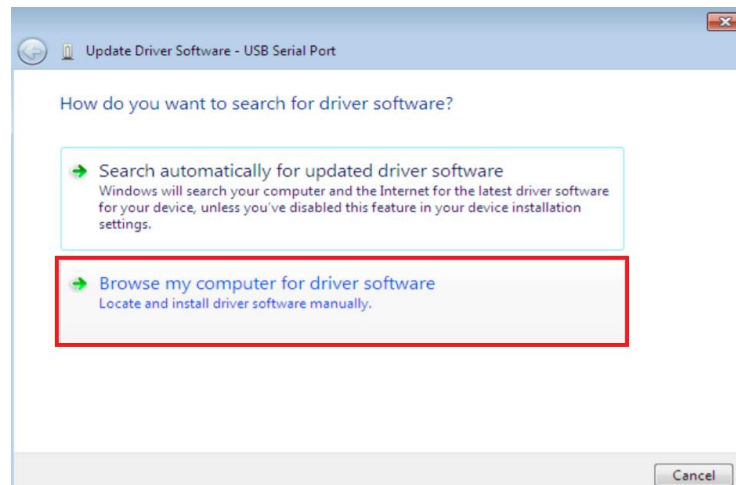 Update Driver Software - USB Serial Port
How do you want to search for driver software?
Search automatically for updated driver software
Windows will search your computer and the Internet for the latest driver software
for your device, unless you've disabled this feature in your device installation
settings.
Browse my computer for driver software
Locate and install driver software manually.
Cancel